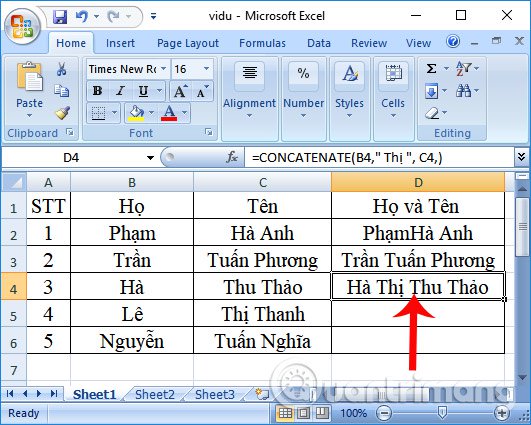 vidu - Microsoft Excel
Home Insert Page Layout Formulas Data Review View
Paste
Clipboard
Times New Ro 16
B I U A A
Font
Alignment
%
Number
Styles
Cells
Σ
Editing
D4 fx =CONCATENATE(B4," Thị ", C4,)
A B C D
1 STT Họ Tên Họ và Tên
2 1 Phạm Hà Anh PhạmHà Anh
3 2 Trần Tuấn Phương Trần Tuấn Phương
4 3 Hà Thu Thảo Hà Thị Thu Thảo
5 4 Lê Thị Thanh
6 5 Nguyễn Tuấn Nghĩa
7
Sheet1 Sheet2 Sheet3
Quantrimang
Ready 100%